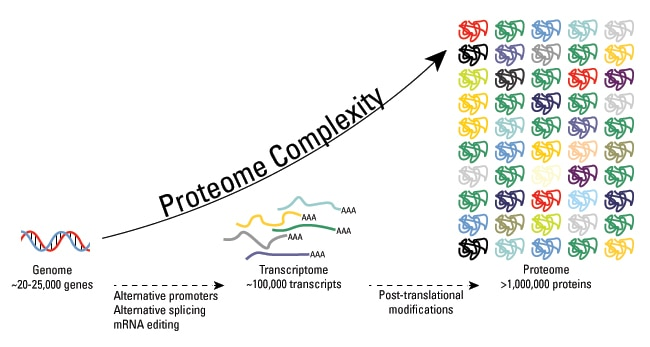 Proteome Complexity
AAA
AAA
AAA
AAA
AAA
Genome
~20-25,000 genes
Alternative promoters
Alternative splicing
mRNA editing
Transcriptome
~100,000 transcripts
Post-translational
modifications
Proteome
>1,000,000 proteins